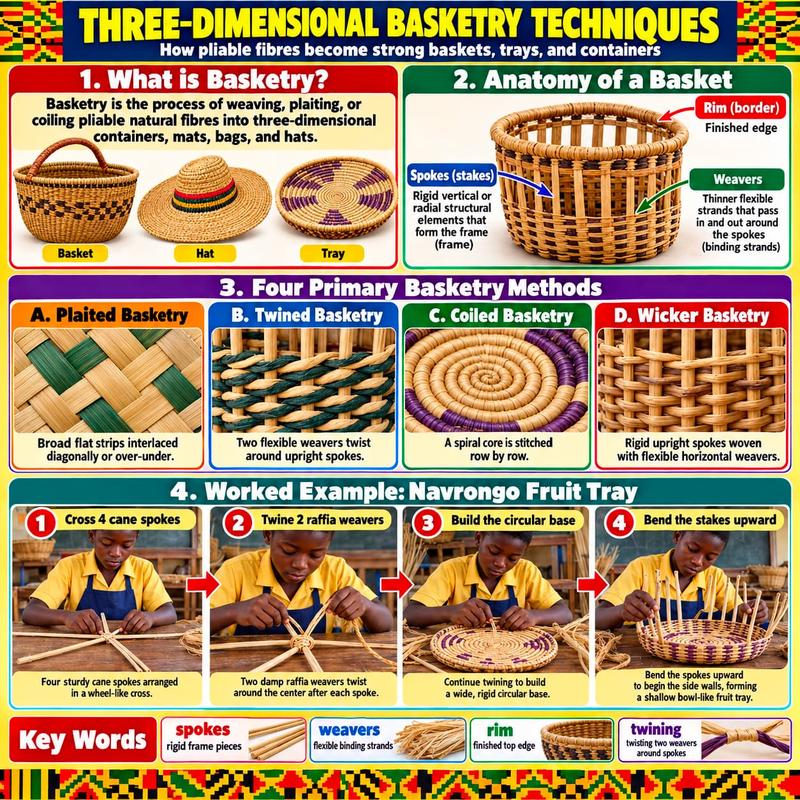 THREE-DIMENSIONAL BASKETRY TECHNIQUES
How pliable fibres become strong baskets, trays, and containers
1. What is Basketry?
Basketry is the process of weaving, plaiting, or
coiling pliable natural fibres into three-dimensional
containers, mats, bags, and hats.
Basket
Hat
Tray
2. Anatomy of a Basket
Rim (border)
Finished edge
Spokes (stakes)
Rigid vertical or
radial structural
elements that
form the frame
(frame)
Weavers
Thinner flexible
strands that pass
in and out around
the spokes
(binding strands)
3. Four Primary Basketry Methods
A. Plaited Basketry
Broad flat strips interlaced
diagonally or over-under.
B. Twined Basketry
Two flexible weavers twist
around upright spokes.
C. Coiled Basketry
A spiral core is stitched
row by row.
D. Wicker Basketry
Rigid upright spokes woven
with flexible horizontal weavers.
4. Worked Example: Navrongo Fruit Tray
1 Cross 4 cane spokes
Four sturdy cane spokes arranged
in a wheel-like cross.
2 Twine 2 raffia weavers
Two damp raffia weavers twist
around the center after each spoke.
3 Build the circular base
Continue twining to build
a wide, rigid circular base.
4 Bend the stakes upward
Bend the spokes upward
to begin the side walls, forming
a shallow bowl-like fruit tray.
Key Words
spokes
rigid frame pieces
weavers
flexible binding strands
rim
finished top edge
twining
twisting two weavers
around spokes